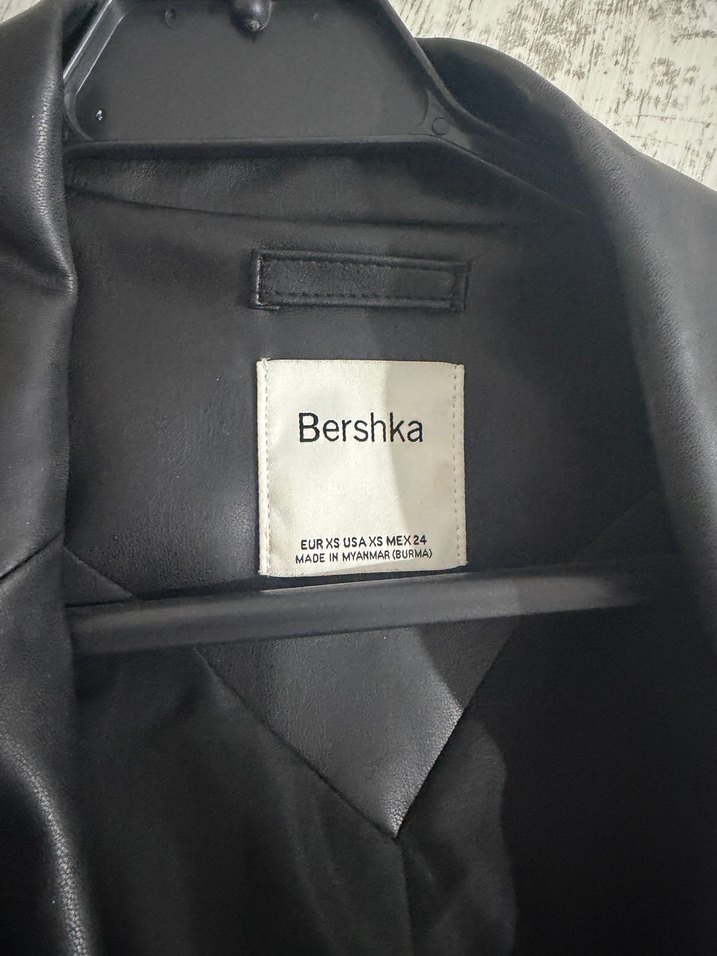 Bershka
EUR XS USA XS MEX 24
MADE IN MYANMAR (BURMA)